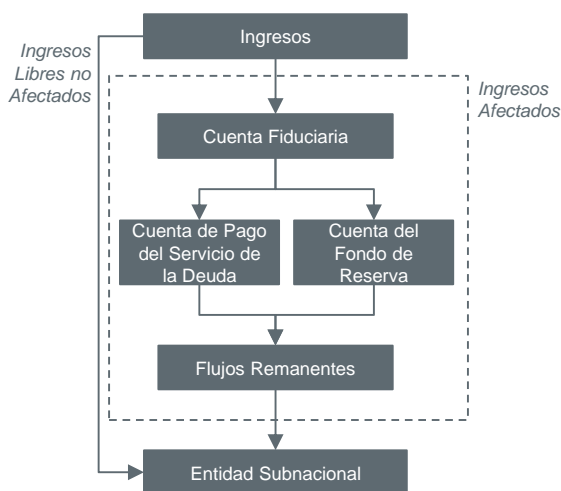 Ingresos
Libres no
Afectados
Ingresos
Ingresos
Afectados
Cuenta Fiduciaria
Cuenta de Pago
del Servicio de
la Deuda
Cuenta del
Fondo de
Reserva
Flujos Remanentes
Entidad Subnacional